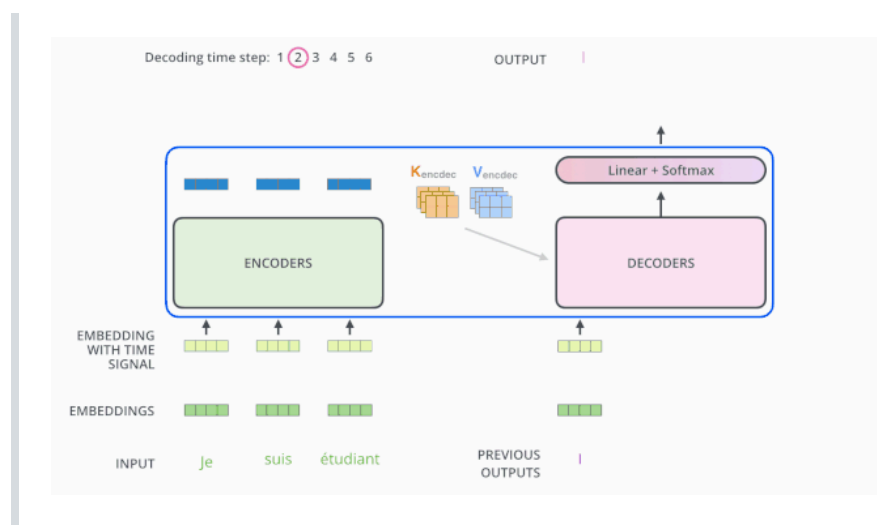 Decoding time step: 1 2 3 4 5 6
OUTPUT I
Kencdec Vencdec
Linear + Softmax
ENCODERS
DECODERS
EMBEDDING
WITH TIME
SIGNAL
EMBEDDINGS
INPUT Je suis étudiant
PREVIOUS
OUTPUTS
I